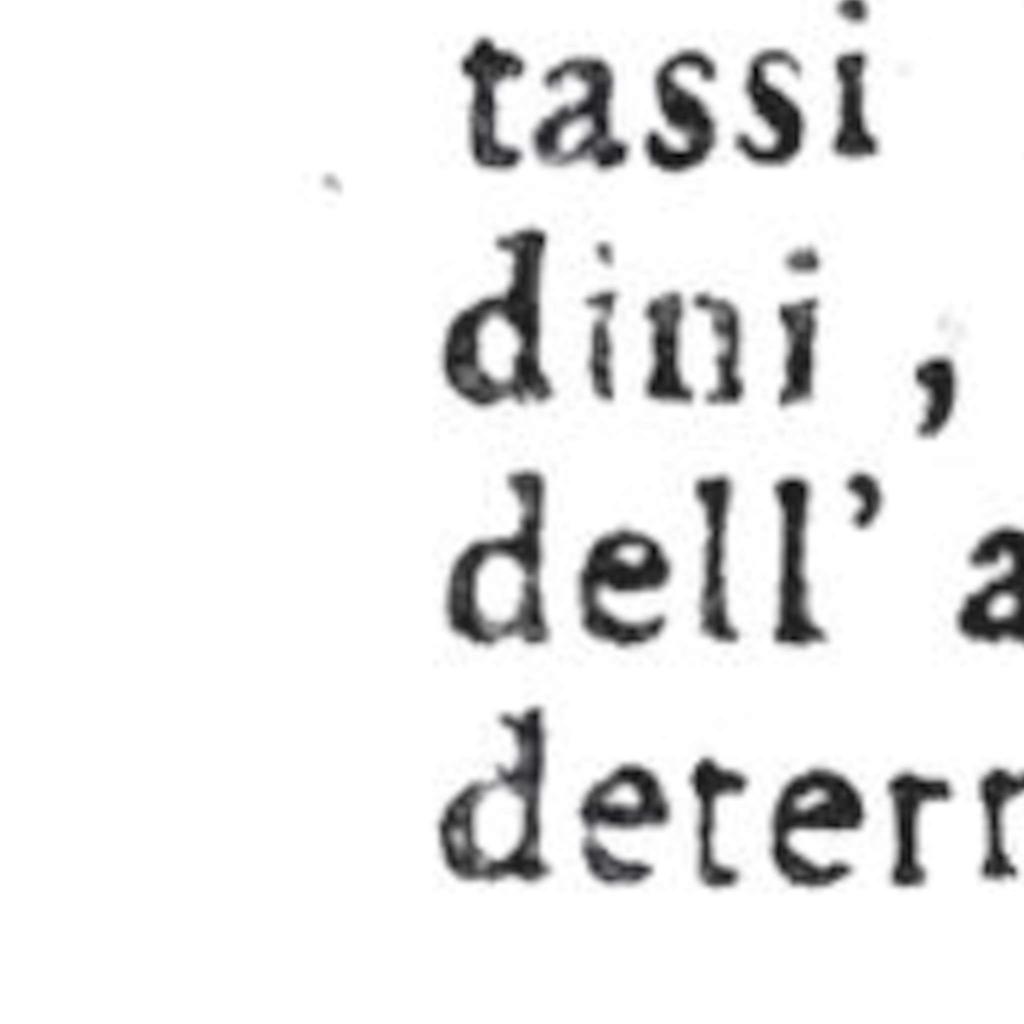 tassi
dini ,
dell' a
deter